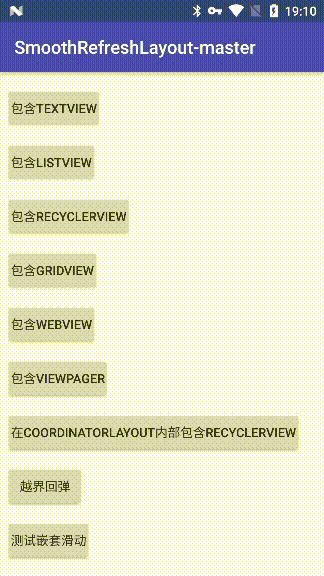 19:10
SmoothRefreshLayout-master
包含TEXTVIEW
包含LISTVIEW
包含RECYCLERVIEW
包含GRIDVIEW
包含WEBVIEW
包含VIEWPAGER
在COORDINATORLAYOUT内部包含RECYCLERVIEW
越界回弹
测试嵌套滑动